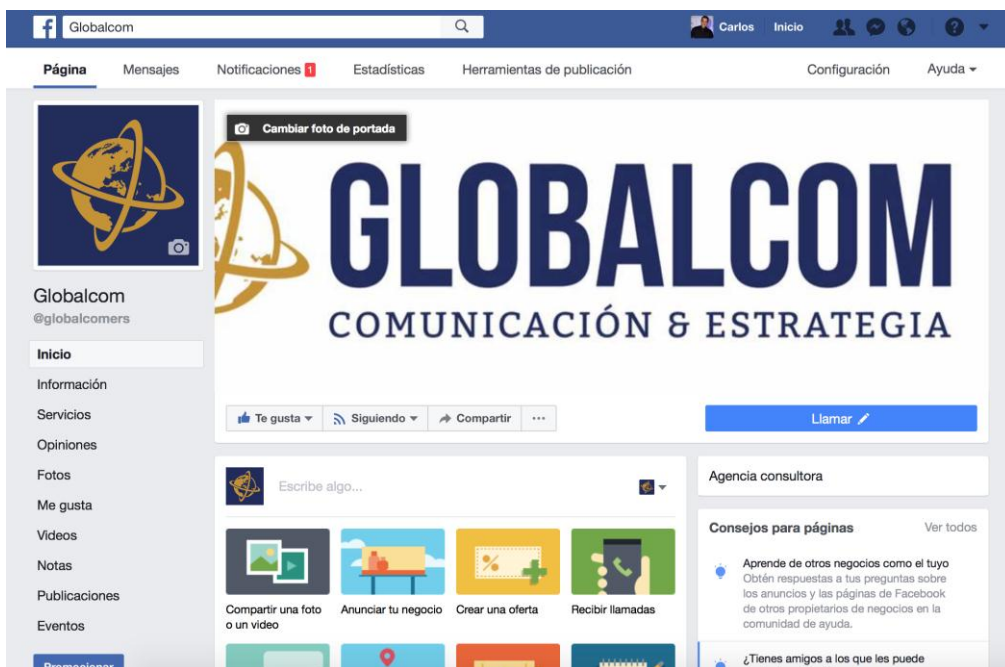 f Globalcom
Carlos Inicio
Página Mensajes Notificaciones 1 Estadísticas Herramientas de publicación Configuración Ayuda
Cambiar foto de portada
GLOBALCOM
COMUNICACIÓN & ESTRATEGIA
Globalcom
@globalcomers
Inicio
Información
Servicios
Opiniones
Fotos
Me gusta
Videos
Notas
Publicaciones
Eventos
Promocionar
Te gusta Siguiendo Compartir ...
Llamar
Escribe algo...
Compartir una foto
o un video
Anunciar tu negocio
Crear una oferta
Recibir llamadas
Agencia consultora
Consejos para páginas Ver todos
Aprende de otros negocios como el tuyo
Obtén respuestas a tus preguntas sobre
los anuncios y las páginas de Facebook
de otros propietarios de negocios en la
comunidad de ayuda.
¿Tienes amigos a los que les puede